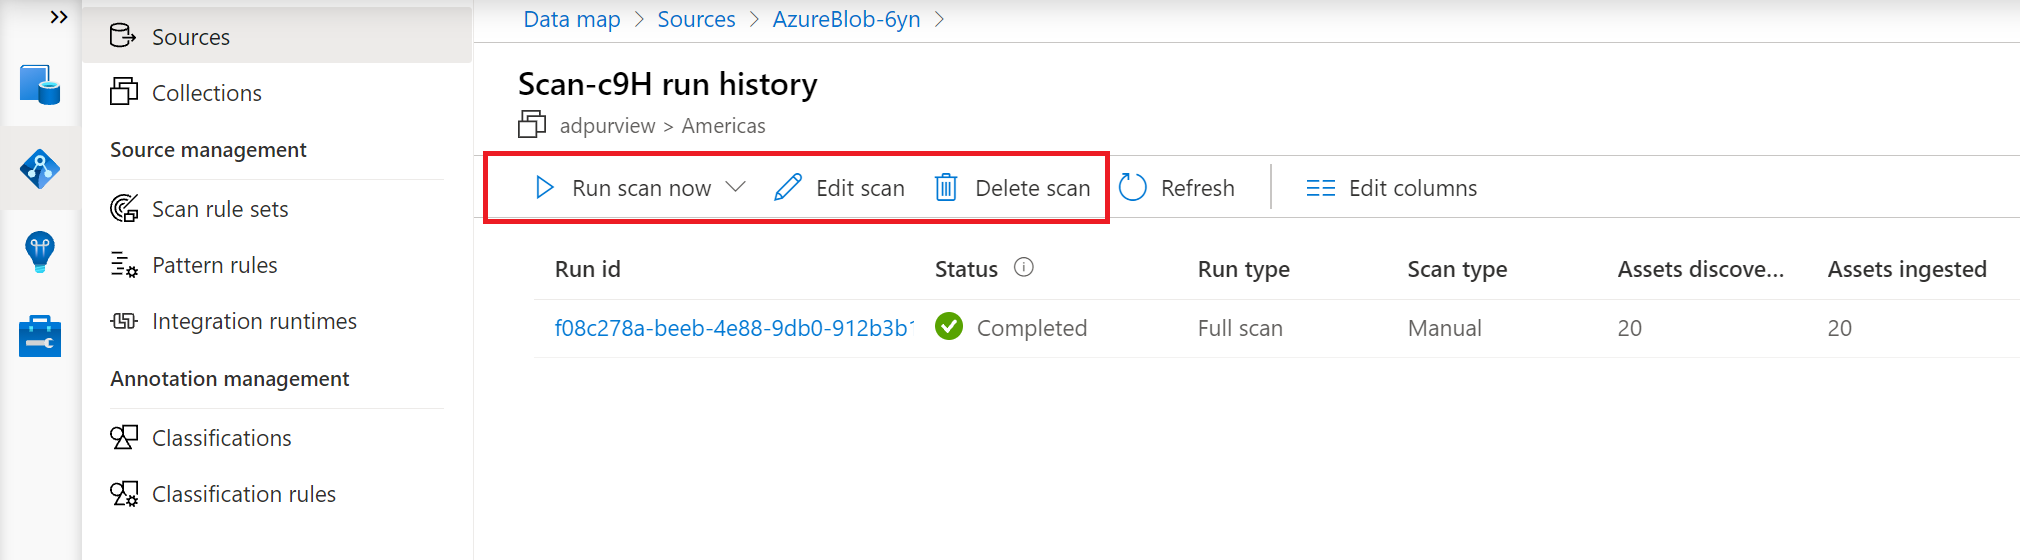 Sources
Collections
Source management
Scan rule sets
Pattern rules
Integration runtimes
Annotation management
Classifications
Classification rules
Data map > Sources > AzureBlob-6yn >
Scan-c9H run history
adpurview > Americas
Run scan now Edit scan Delete scan Refresh Edit columns
Run id Status Run type Scan type Assets discove... Assets ingested
f08c278a-beeb-4e88-9db0-912b3b1 Completed Full scan Manual 20 20